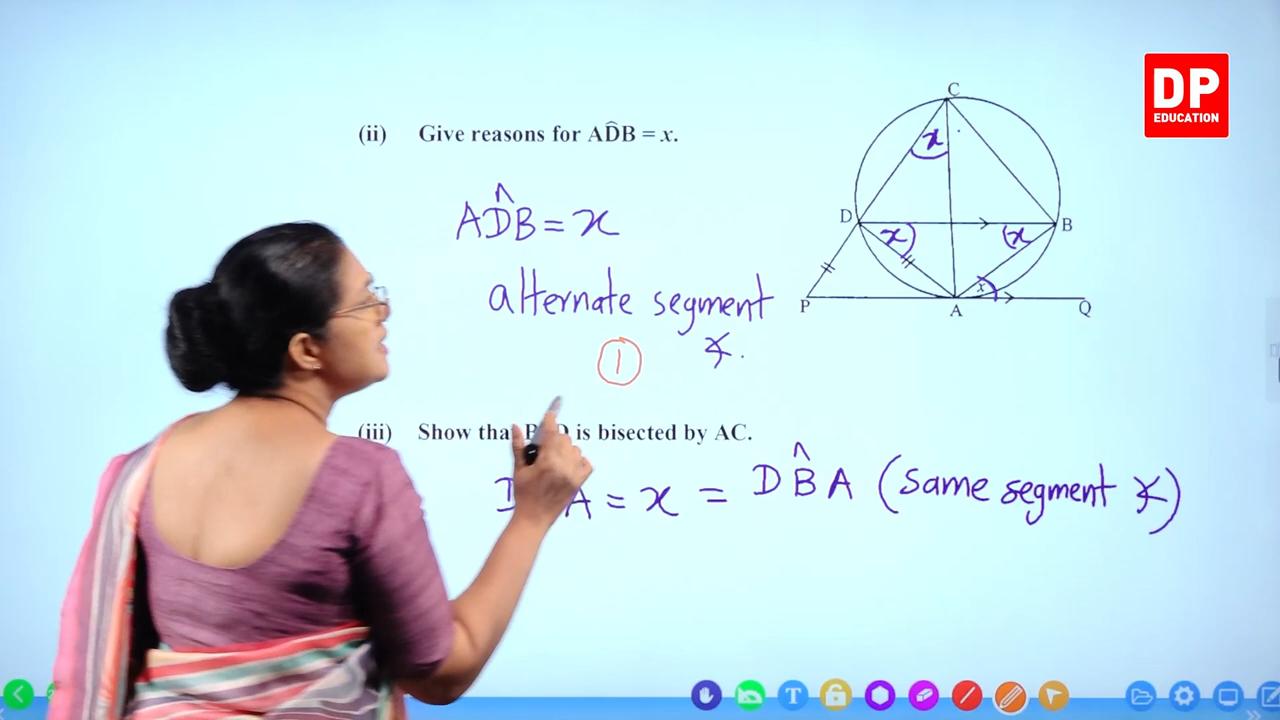 DP
EDUCATION
(ii) Give reasons for AD̂B = x.
AD̂B = x
alternate segment
∡.
1
(iii) Show tha is bisected by AC.
A = x = DB̂A (same segment ∡)
C
x
D
B
x)
(x
x
P
A
Q